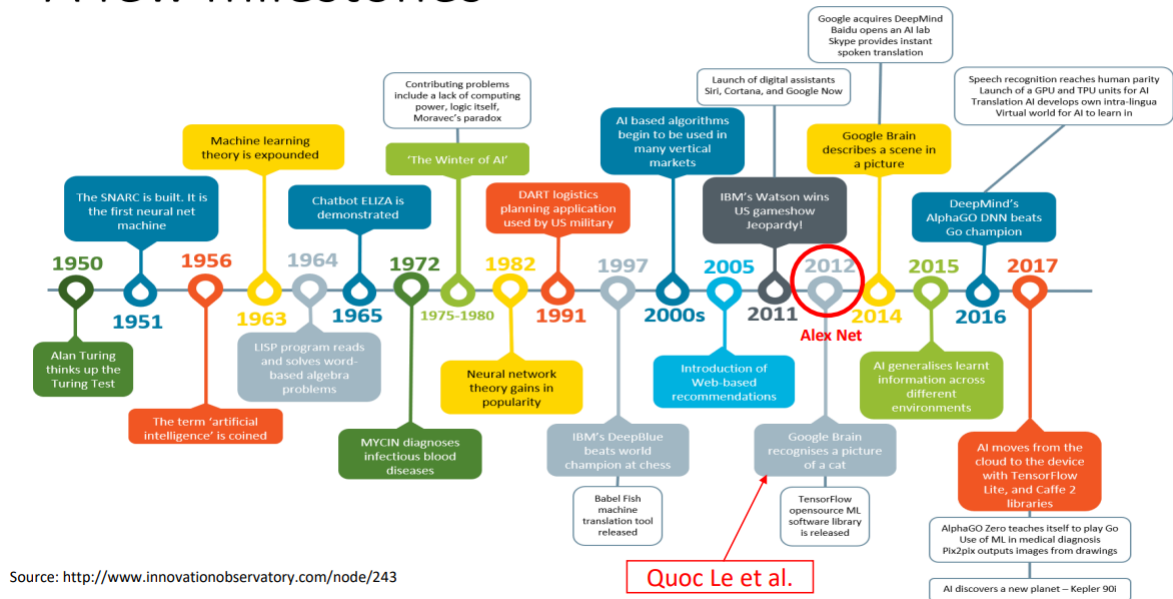 A few milestones
Google acquires DeepMind
Baidu opens an AI lab
Skype provides instant
spoken translation
Contributing problems
include a lack of computing
power, logic itself,
Moravec's paradox
Launch of digital assistants
Siri, Cortana, and Google Now
Speech recognition reaches human parity
Launch of a GPU and TPU units for AI
Translation AI develops own intra-lingua
Virtual world for AI to learn in
Machine learning
theory is expounded
'The Winter of AI'
AI based algorithms
begin to be used in
many vertical
markets
Google Brain
describes a scene in
a picture
The SNARC is built. It is
the first neural net
machine
Chatbot ELIZA is
demonstrated
DART logistics
planning application
used by US military
IBM's Watson wins
US gameshow
Jeopardy!
DeepMind's
AlphaGO DNN beats
Go champion
1950
1956
1964
1972
1982
1997
2005
2012
2015
2017
1951
1963
1965
1975-1980
1991
2000s
2011
2014
2016
Alex Net
Alan Turing
thinks up the
Turing Test
The term 'artificial
intelligence' is coined
LISP program reads
and solves word-
based algebra
problems
MYCIN diagnoses
infectious blood
diseases
Neural network
theory gains in
popularity
IBM's DeepBlue
beats world
champion at chess
Babel Fish
machine
translation tool
released
Introduction of
Web-based
recommendations
Google Brain
recognises a picture
of a cat
TensorFlow
opensource ML
software library
is released
AI generalises learnt
information across
different
environments
AI moves from the
cloud to the device
with TensorFlow
Lite, and Caffe 2
libraries
AlphaGO Zero teaches itself to play Go
Use of ML in medical diagnosis
Pix2pix outputs images from drawings
AI discovers a new planet – Kepler 90i
Quoc Le et al.
Source: http://www.innovationobservatory.com/node/243